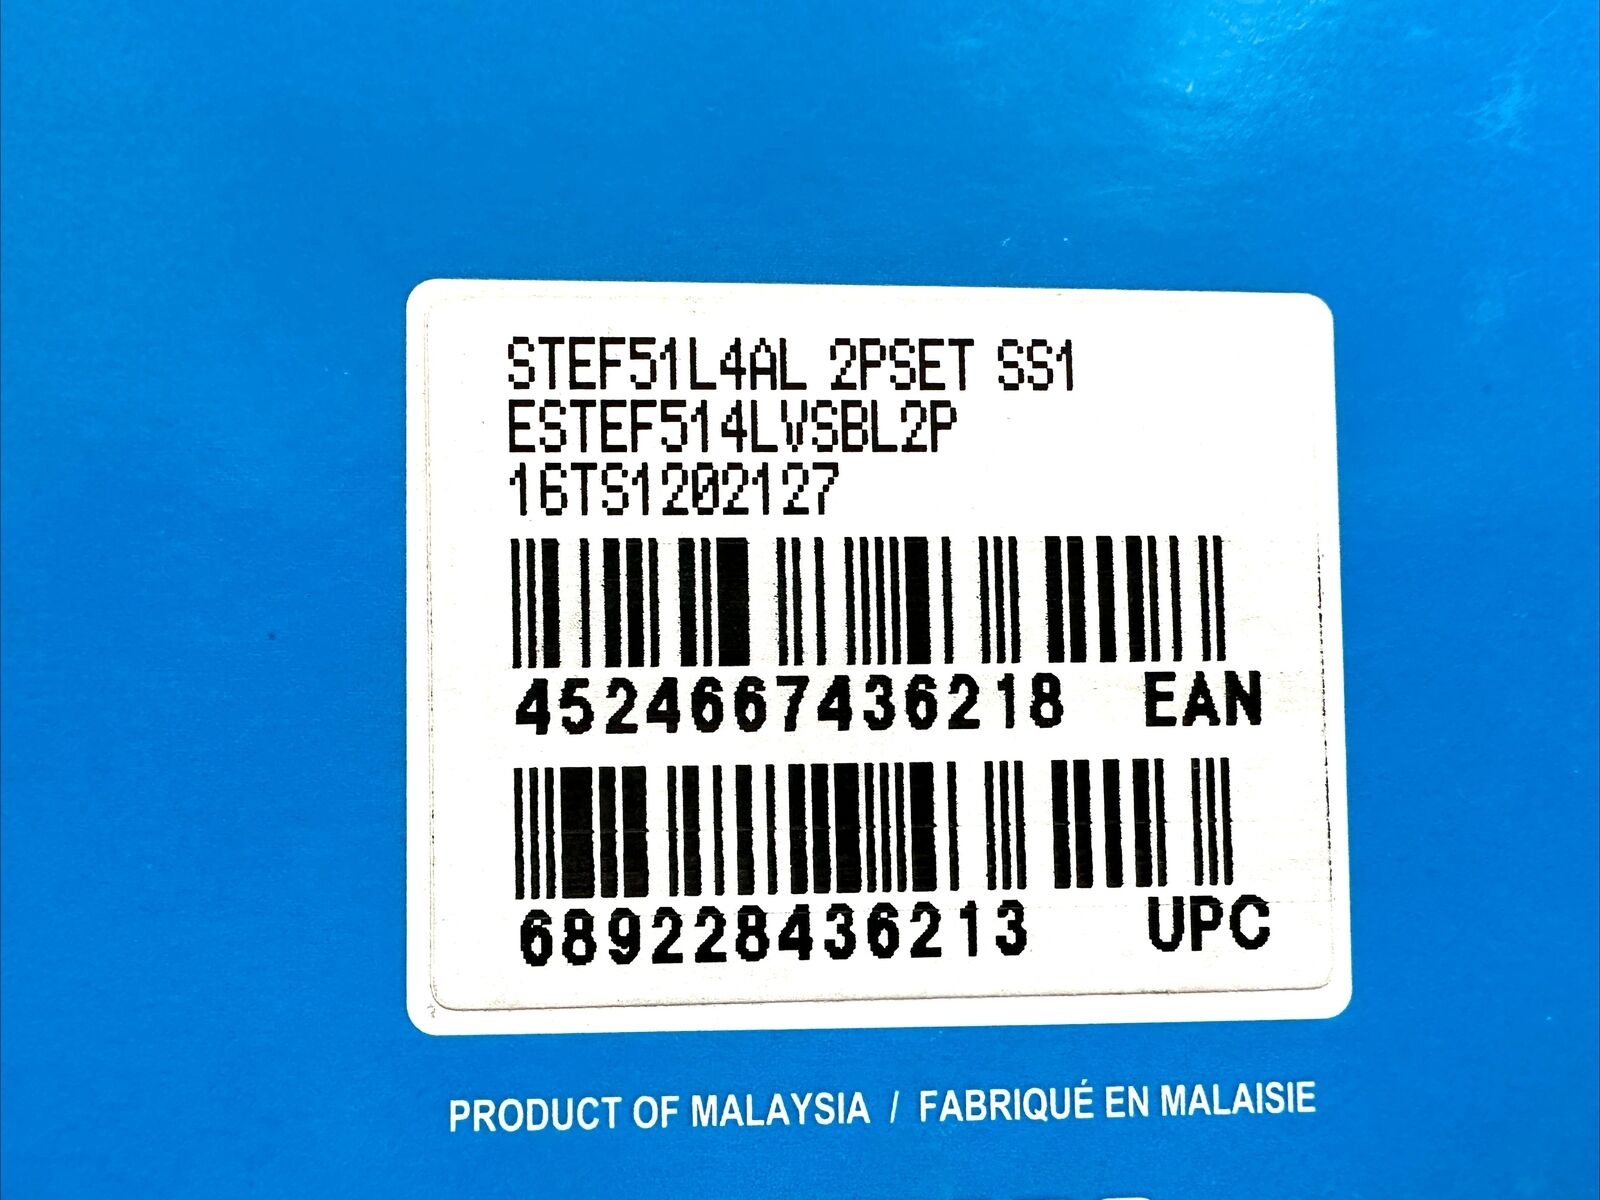 STEF51L4AL 2PSET SS1
ESTEF514LVSBL2P
16TS1202127
4524667436218 EAN
689228436213 UPC
PRODUCT OF MALAYSIA / FABRIQUÉ EN MALAISIE